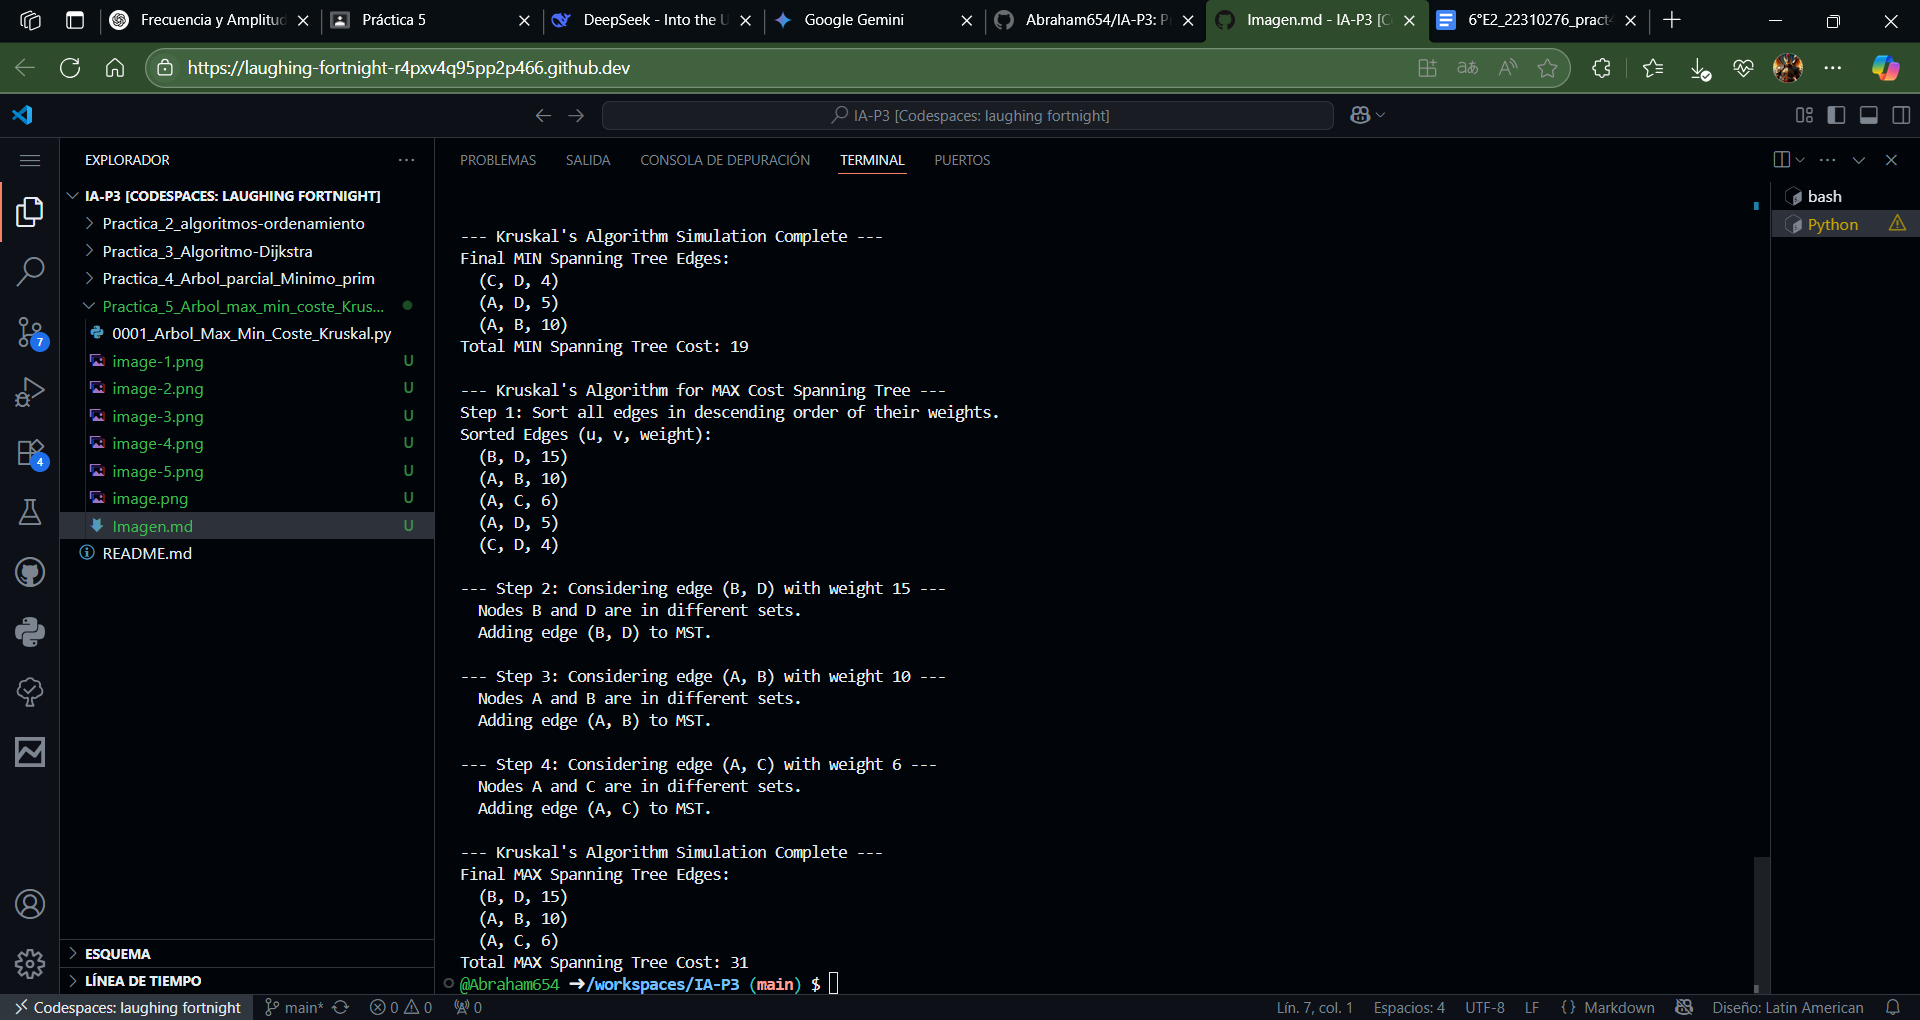 Frecuencia y Amplitud
Práctica 5
DeepSeek - Into the U
Google Gemini
Abraham654/IA-P3: P
Imagen.md - IA-P3 [C
6°E2_22310276_pract4
https://laughing-fortnight-r4pxv4q95pp2p466.github.dev
IA-P3 [Codespaces: laughing fortnight]
EXPLORADOR
IA-P3 [CODESPACES: LAUGHING FORTNIGHT]
Practica_2_algoritmos-ordenamiento
Practica_3_Algoritmo-Dijkstra
Practica_4_Arbol_parcial_Minimo_prim
Practica_5_Arbol_max_min_coste_Krus...
0001_Arbol_Max_Min_Coste_Kruskal.py
image-1.png U
image-2.png U
image-3.png U
image-4.png U
image-5.png U
image.png U
Imagen.md U
README.md
7
4
ESQUEMA
LÍNEA DE TIEMPO
PROBLEMAS SALIDA CONSOLA DE DEPURACIÓN TERMINAL PUERTOS
--- Kruskal's Algorithm Simulation Complete ---
Final MIN Spanning Tree Edges:
(C, D, 4)
(A, D, 5)
(A, B, 10)
Total MIN Spanning Tree Cost: 19
--- Kruskal's Algorithm for MAX Cost Spanning Tree ---
Step 1: Sort all edges in descending order of their weights.
Sorted Edges (u, v, weight):
(B, D, 15)
(A, B, 10)
(A, C, 6)
(A, D, 5)
(C, D, 4)
--- Step 2: Considering edge (B, D) with weight 15 ---
Nodes B and D are in different sets.
Adding edge (B, D) to MST.
--- Step 3: Considering edge (A, B) with weight 10 ---
Nodes A and B are in different sets.
Adding edge (A, B) to MST.
--- Step 4: Considering edge (A, C) with weight 6 ---
Nodes A and C are in different sets.
Adding edge (A, C) to MST.
--- Kruskal's Algorithm Simulation Complete ---
Final MAX Spanning Tree Edges:
(B, D, 15)
(A, B, 10)
(A, C, 6)
Total MAX Spanning Tree Cost: 31
@Abraham654 ➜/workspaces/IA-P3 (main) $
bash
Python
Codespaces: laughing fortnight main* 0 0 0 Lín. 7, col. 1 Espacios: 4 UTF-8 LF {} Markdown Diseño: Latin American